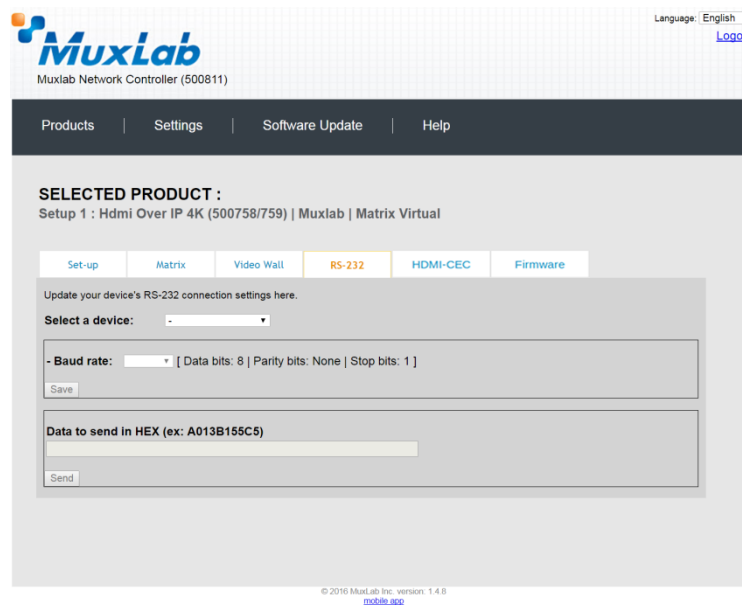 Language: English
Logo
MuxLab
Muxlab Network Controller (500811)
Products | Settings | Software Update | Help
SELECTED PRODUCT :
Setup 1 : Hdmi Over IP 4K (500758/759) | Muxlab | Matrix Virtual
Set-up Matrix Video Wall RS-232 HDMI-CEC Firmware
Update your device's RS-232 connection settings here.
Select a device: -
- Baud rate: [ Data bits: 8 | Parity bits: None | Stop bits: 1 ]
Save
Data to send in HEX (ex: A013B155C5)
Send
© 2016 MuxLab Inc. version: 1.4.8
mobile app